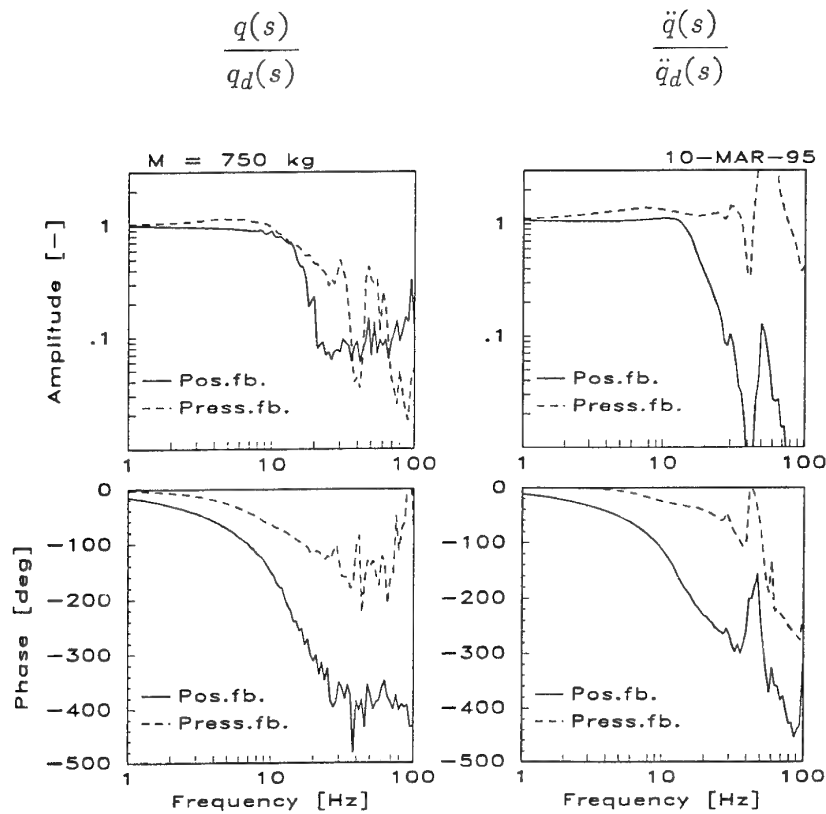 q(s)
q_d(s)
q̈(s)
q̈_d(s)
M = 750 kg
10-MAR-95
Amplitude [-]
1
.1
Pos.fb.
Press.fb.
1
10
100
1
.1
Pos.fb.
Press.fb.
1
10
100
Phase [deg]
0
-100
-200
-300
-400
-500
Pos.fb.
Press.fb.
1
10
100
Frequency [Hz]
0
-100
-200
-300
-400
-500
Pos.fb.
Press.fb.
1
10
100
Frequency [Hz]